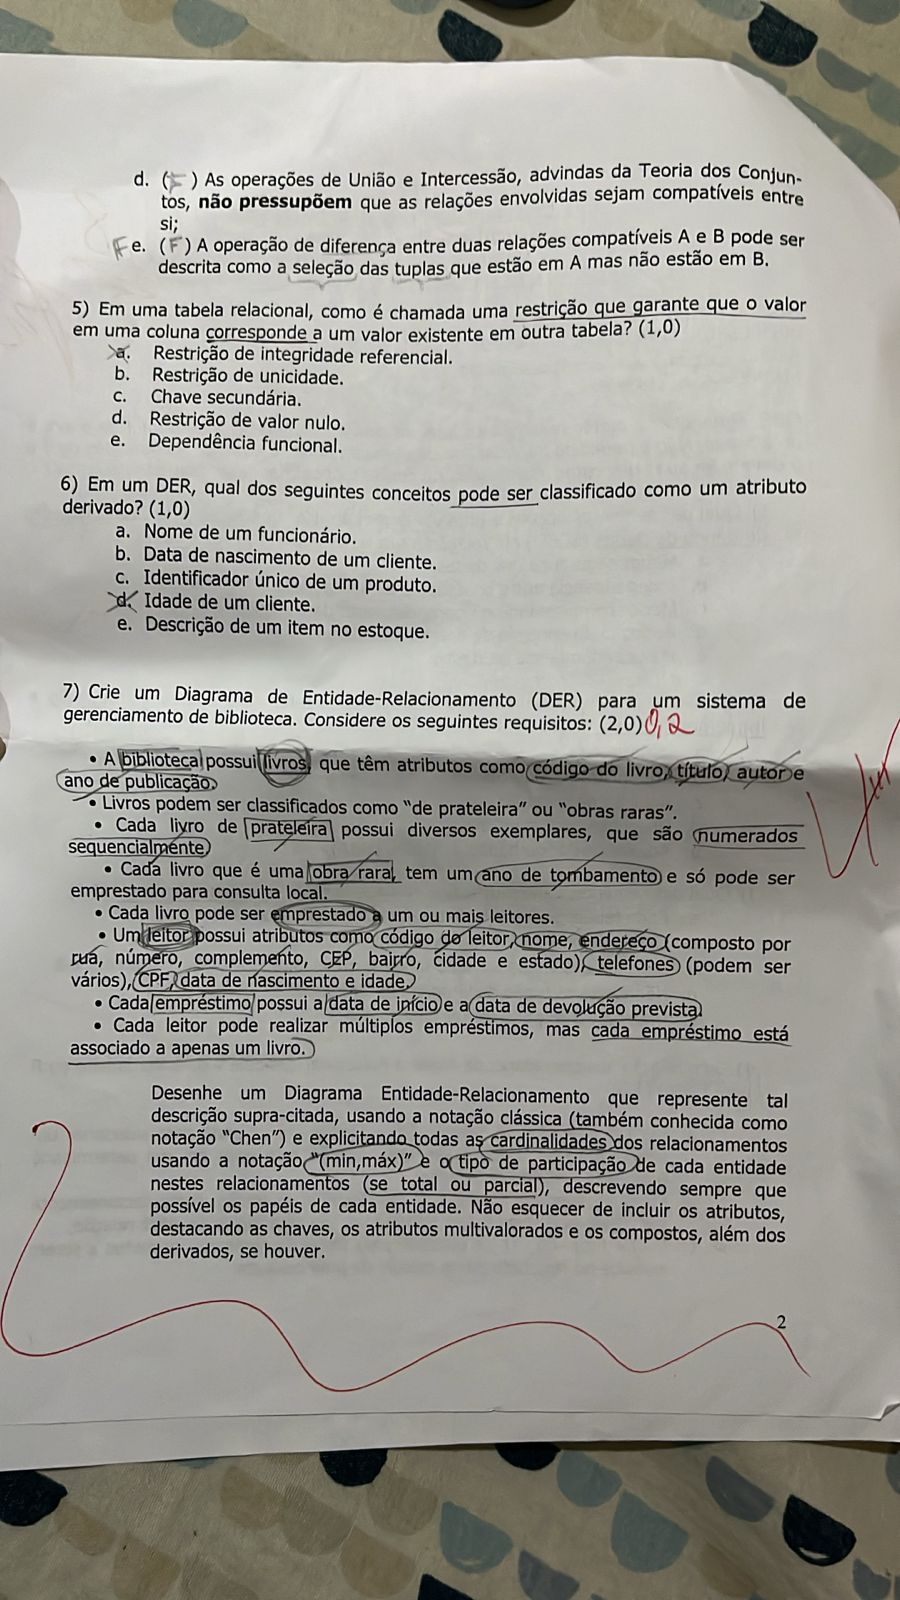 d. (F) As operações de União e Intercessão, advindas da Teoria dos Conjun-
tos, não pressupõem que as relações envolvidas sejam compatíveis entre
si;
F e. (F) A operação de diferença entre duas relações compatíveis A e B pode ser
descrita como a seleção das tuplas que estão em A mas não estão em B.
5) Em uma tabela relacional, como é chamada uma restrição que garante que o valor
em uma coluna corresponde a um valor existente em outra tabela? (1,0)
a. Restrição de integridade referencial.
b. Restrição de unicidade.
c. Chave secundária.
d. Restrição de valor nulo.
e. Dependência funcional.
6) Em um DER, qual dos seguintes conceitos pode ser classificado como um atributo
derivado? (1,0)
a. Nome de um funcionário.
b. Data de nascimento de um cliente.
c. Identificador único de um produto.
d. Idade de um cliente.
e. Descrição de um item no estoque.
7) Crie um Diagrama de Entidade-Relacionamento (DER) para um sistema de
gerenciamento de biblioteca. Considere os seguintes requisitos: (2,0) 0,2
• A biblioteca possui livros, que têm atributos como código do livro, título, autor e
ano de publicação.
• Livros podem ser classificados como “de prateleira” ou “obras raras”.
• Cada livro de prateleira possui diversos exemplares, que são numerados
sequencialmente.
• Cada livro que é uma obra rara, tem um ano de tombamento e só pode ser
emprestado para consulta local.
• Cada livro pode ser emprestado a um ou mais leitores.
• Um leitor possui atributos como código do leitor, nome, endereço (composto por
rua, número, complemento, CEP, bairro, cidade e estado), telefones (podem ser
vários), CPF, data de nascimento e idade.
• Cada empréstimo possui a data de início e a data de devolução prevista.
• Cada leitor pode realizar múltiplos empréstimos, mas cada empréstimo está
associado a apenas um livro.
Desenhe um Diagrama Entidade-Relacionamento que represente tal
descrição supra-citada, usando a notação clássica (também conhecida como
notação “Chen”) e explicitando todas as cardinalidades dos relacionamentos
usando a notação “(min,máx)” e o tipo de participação de cada entidade
nestes relacionamentos (se total ou parcial), descrevendo sempre que
possível os papéis de cada entidade. Não esquecer de incluir os atributos,
destacando as chaves, os atributos multivalorados e os compostos, além dos
derivados, se houver.
2